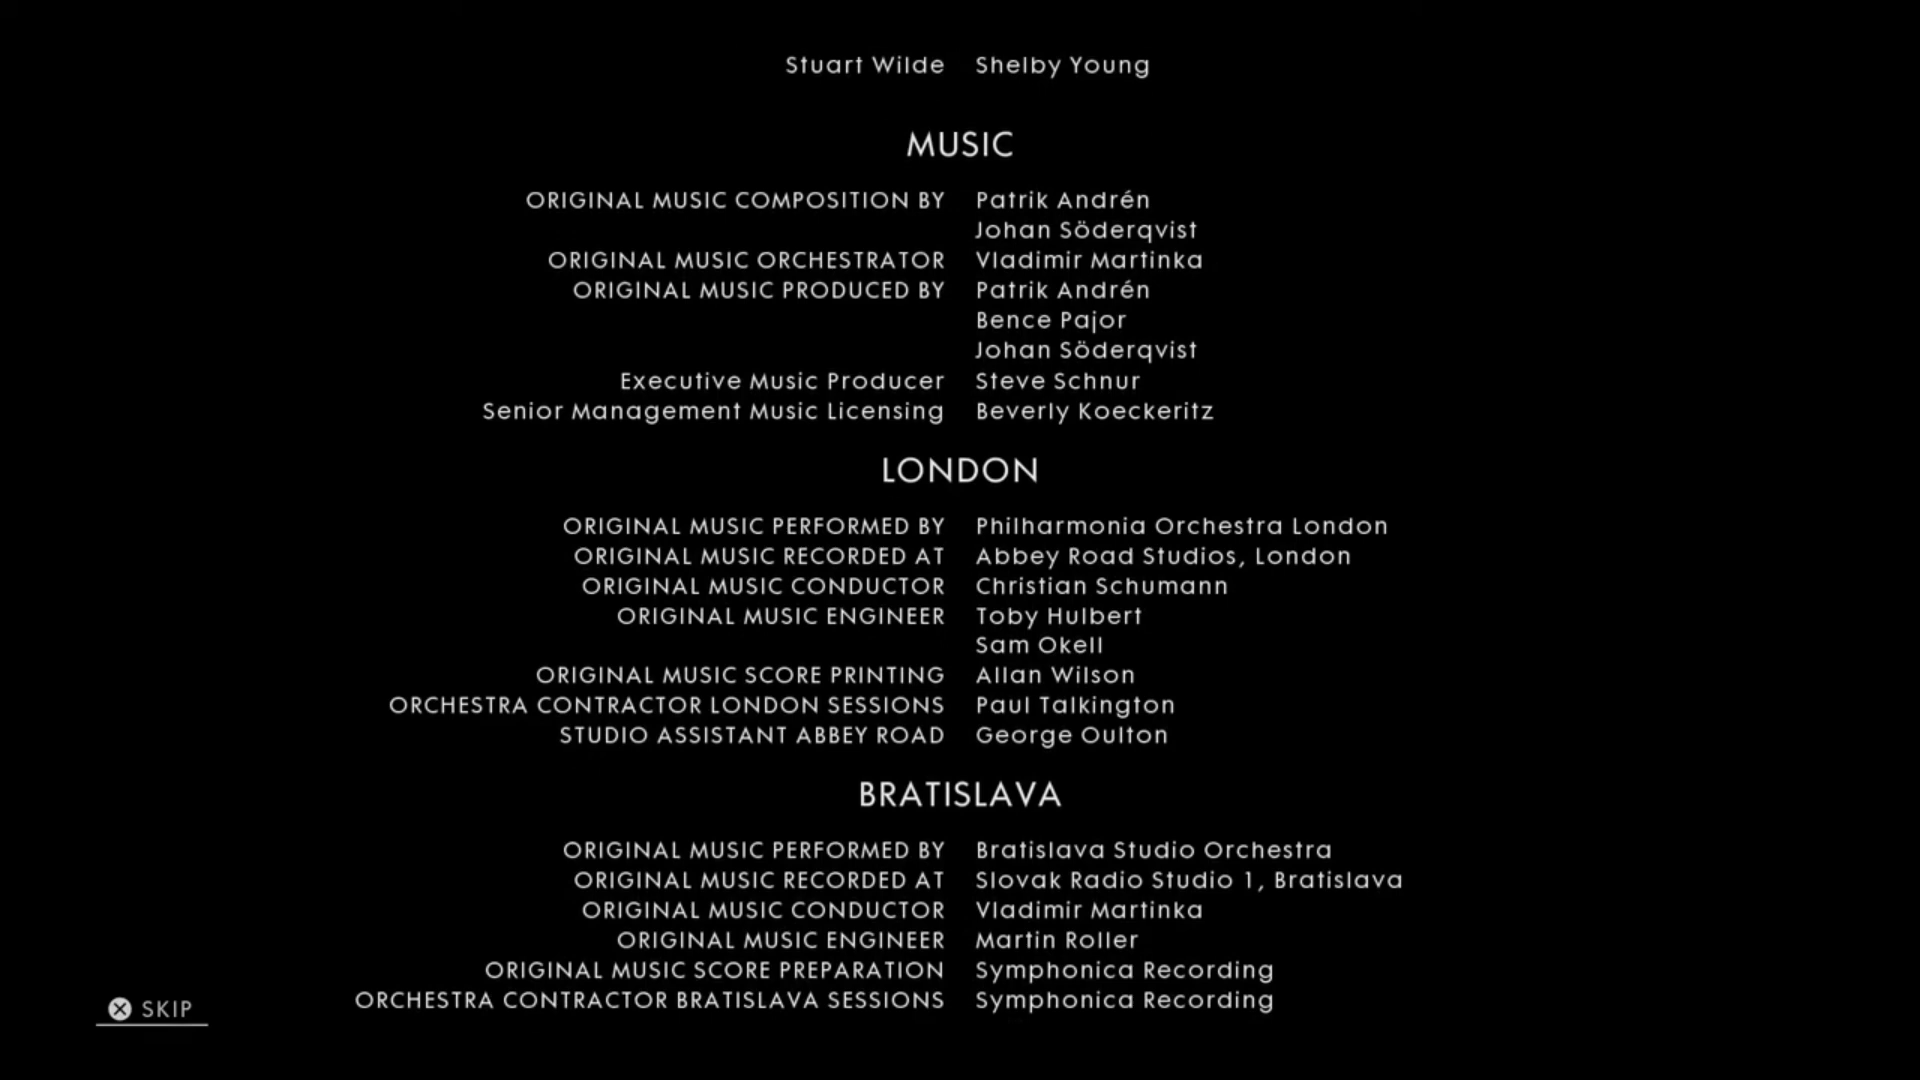 Stuart Wilde Shelby Young
MUSIC
ORIGINAL MUSIC COMPOSITION BY Patrik Andrén
Johan Söderqvist
ORIGINAL MUSIC ORCHESTRATOR Vladimir Martinka
ORIGINAL MUSIC PRODUCED BY Patrik Andrén
Bence Pajor
Johan Söderqvist
Executive Music Producer Steve Schnur
Senior Management Music Licensing Beverly Koeckeritz
LONDON
ORIGINAL MUSIC PERFORMED BY Philharmonia Orchestra London
ORIGINAL MUSIC RECORDED AT Abbey Road Studios, London
ORIGINAL MUSIC CONDUCTOR Christian Schumann
ORIGINAL MUSIC ENGINEER Toby Hulbert
Sam Okell
ORIGINAL MUSIC SCORE PRINTING Allan Wilson
ORCHESTRA CONTRACTOR LONDON SESSIONS Paul Talkington
STUDIO ASSISTANT ABBEY ROAD George Oulton
BRATISLAVA
ORIGINAL MUSIC PERFORMED BY Bratislava Studio Orchestra
ORIGINAL MUSIC RECORDED AT Slovak Radio Studio 1, Bratislava
ORIGINAL MUSIC CONDUCTOR Vladimir Martinka
ORIGINAL MUSIC ENGINEER Martin Roller
ORIGINAL MUSIC SCORE PREPARATION Symphonica Recording
ORCHESTRA CONTRACTOR BRATISLAVA SESSIONS Symphonica Recording
SKIP